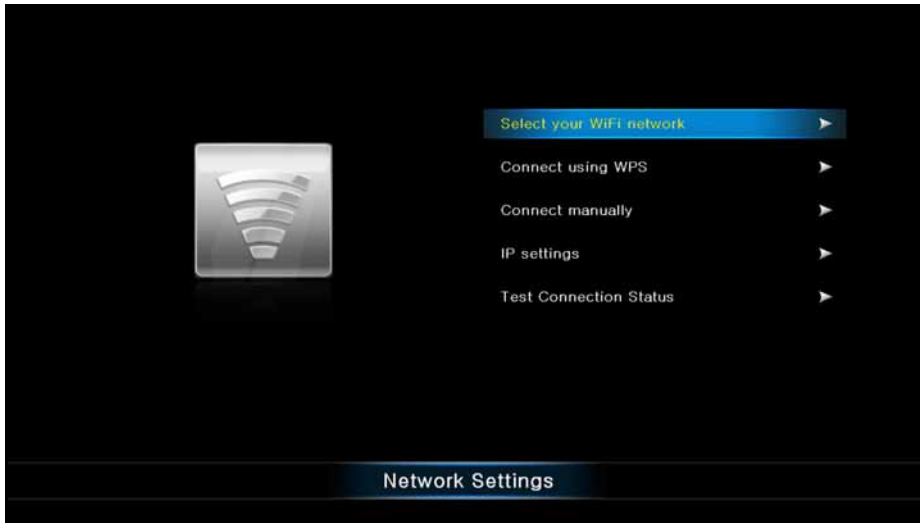 Select your WiFi network
Connect using WPS
Connect manually
IP settings
Test Connection Status
Network Settings